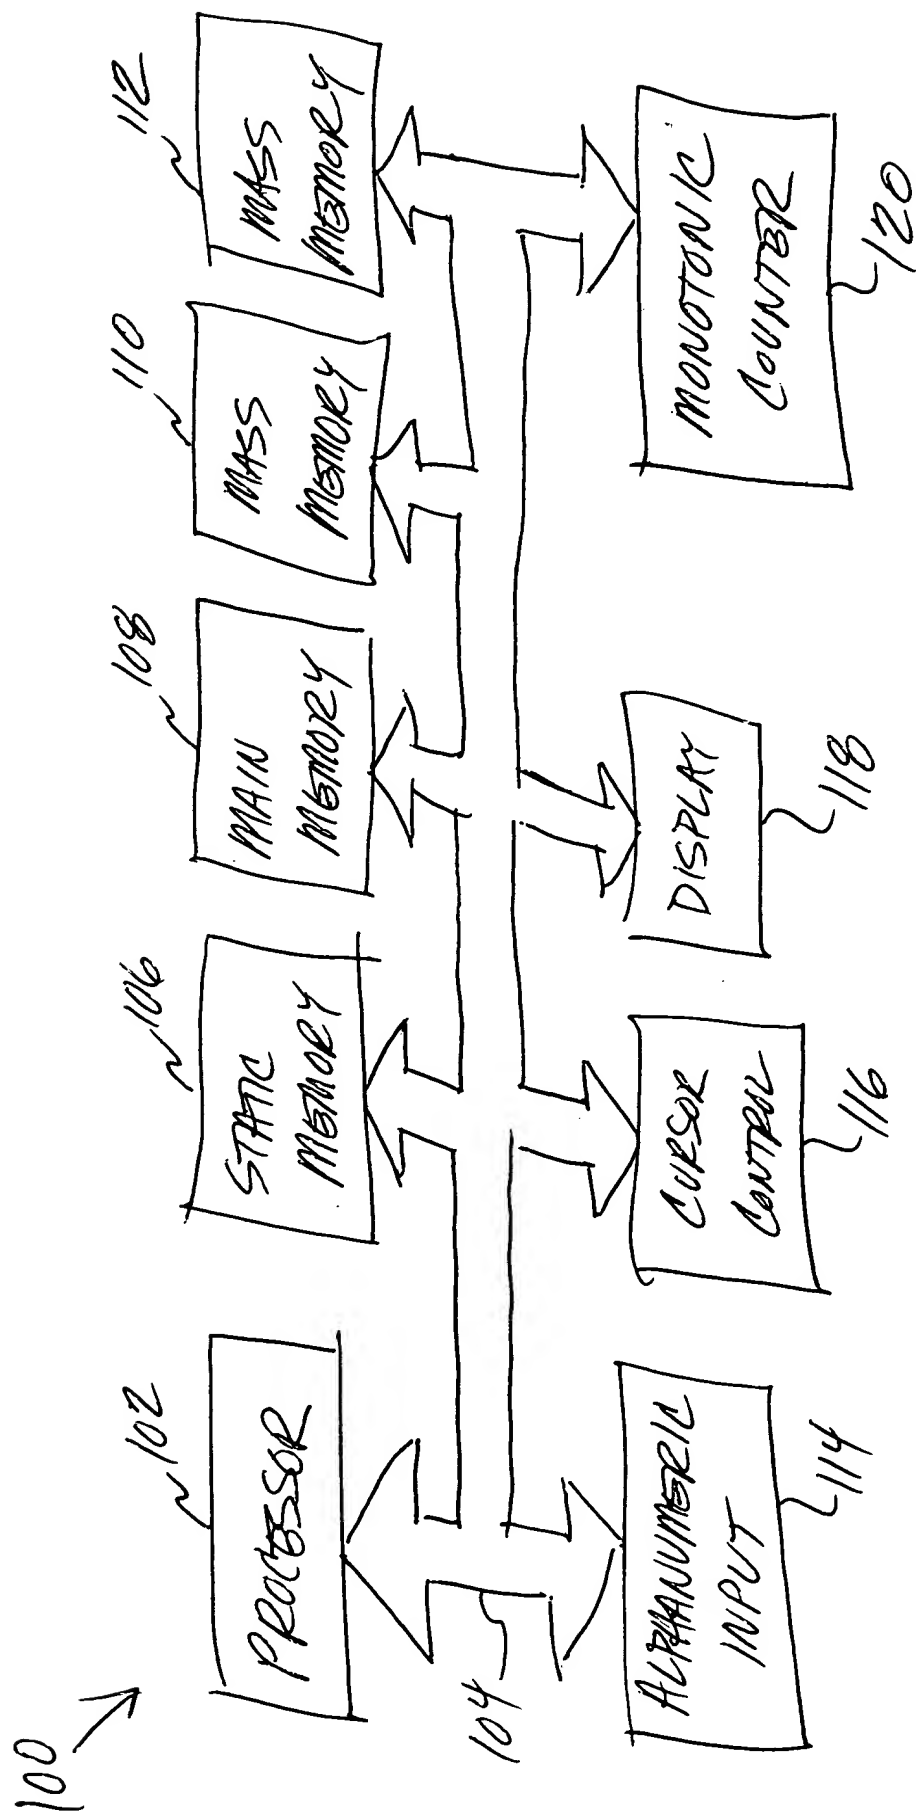 100
102
PROCESSOR
106
STATIC
MEMORY
108
MAIN
MEMORY
110
MASS
MEMORY
112
MASS
MEMORY
104
ALPHANUMERIC
INPUT
114
CURSOR
CONTROL
116
DISPLAY
118
MONOTONIC
COUNTER
120